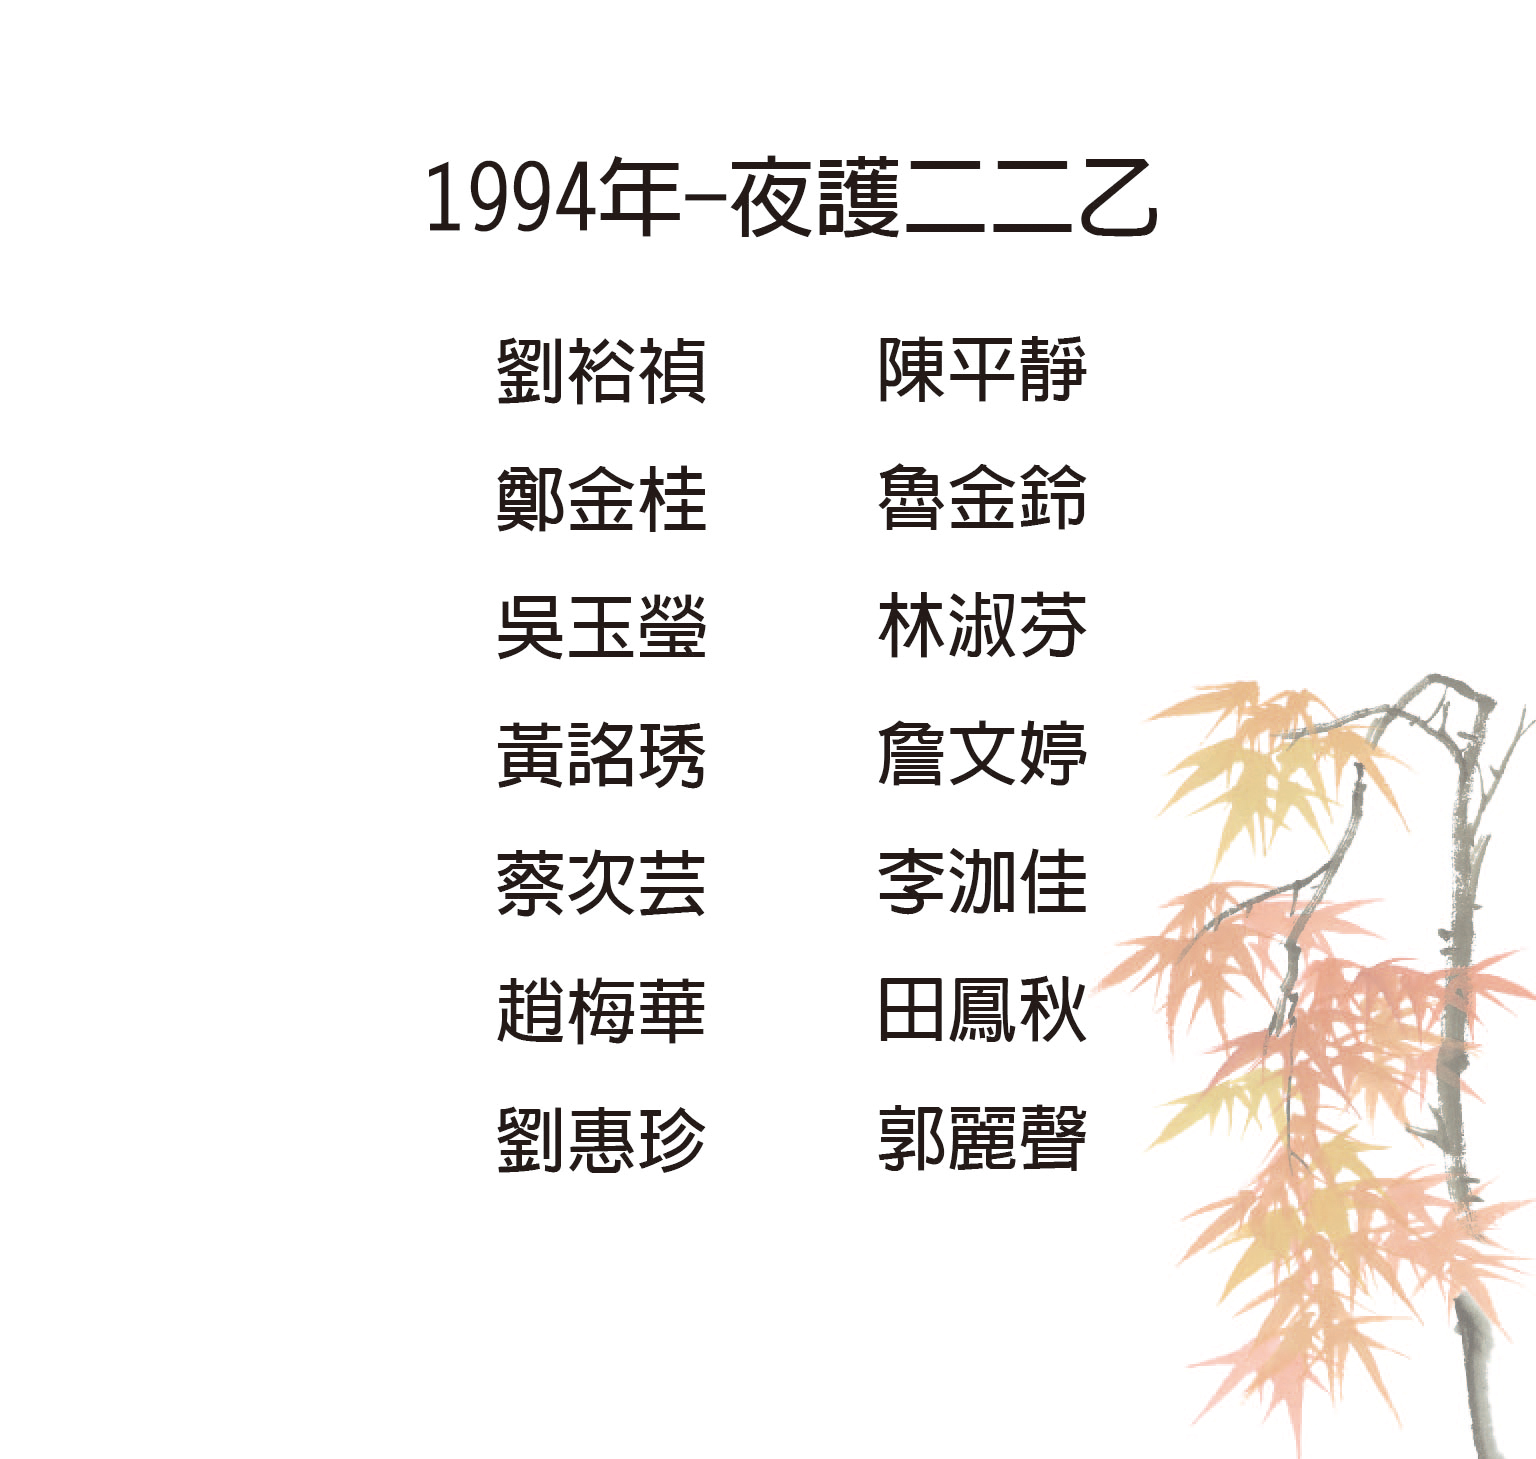 1994年-夜護二二乙
劉裕禎 陳平靜
鄭金桂 魯金鈴
吳玉瑩 林淑芬
黃詺琇 詹文婷
蔡次芸 李泇佳
趙梅華 田鳳秋
劉惠珍 郭麗聲